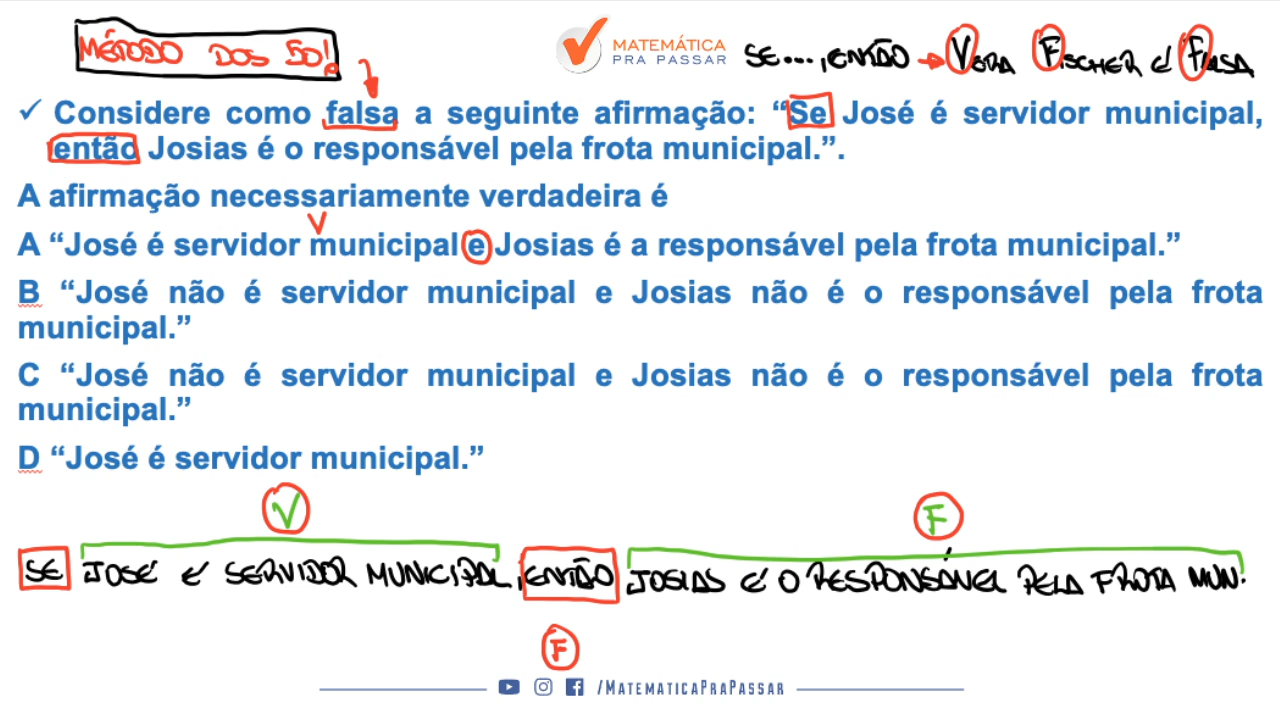 MÉTODO DOS 50!
MATEMÁTICA
PRA PASSAR
SE...,ENTÃO → VERA FISCHER É FALSA
✓ Considere como falsa a seguinte afirmação: “Se José é servidor municipal,
então Josias é o responsável pela frota municipal.”.
A afirmação necessariamente verdadeira é
V
A “José é servidor municipal e Josias é a responsável pela frota municipal.”
B “José não é servidor municipal e Josias não é o responsável pela frota
municipal.”
C “José não é servidor municipal e Josias não é o responsável pela frota
municipal.”
D “José é servidor municipal.”
V F
SE JOSÉ É SERVIDOR MUNICIPAL, ENTÃO JOSIAS É O RESPONSÁVEL PELA FROTA MUN.
F
/MATEMATICAPRAPASSAR